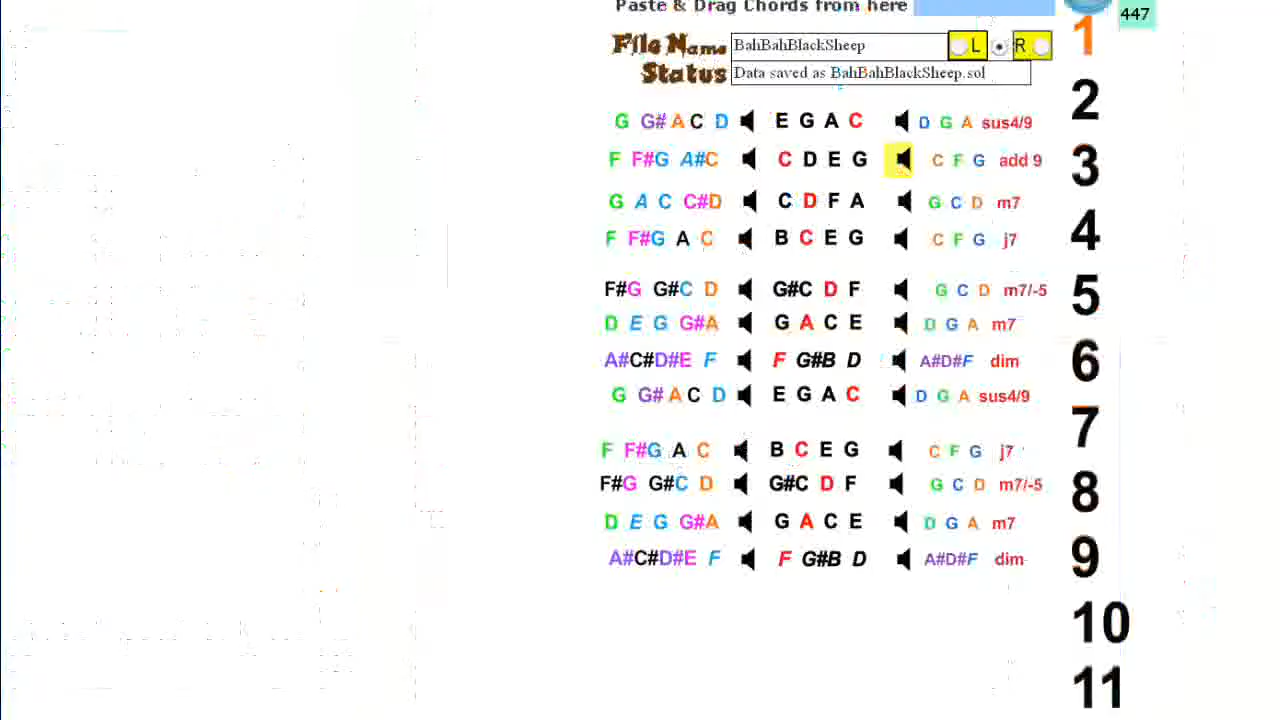 Paste & Drag Chords from here
447
1
File Name BahBahBlackSheep L R
Status Data saved as BahBahBlackSheep.sol
2
G G# A C D E G A C D G A sus4/9
F F#G A#C C D E G C F G add 9
3
G A C C#D C D F A G C D m7
F F#G A C B C E G C F G j7
4
F#G G#C D G#C D F G C D m7/-5
5
D E G G#A G A C E D G A m7
A#C#D#E F F G#B D A#D#F dim
6
G G# A C D E G A C D G A sus4/9
7
F F#G A C B C E G C F G j7
F#G G#C D G#C D F G C D m7/-5
8
D E G G#A G A C E D G A m7
A#C#D#E F F G#B D A#D#F dim
9
10
11